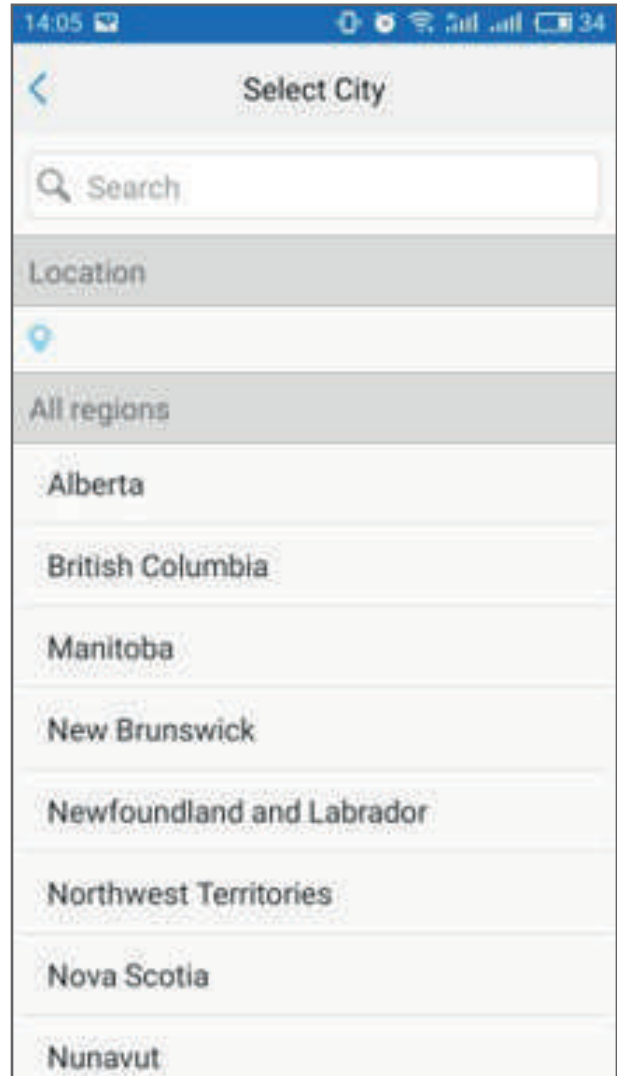 14:05 34
Select City
Search
Location
All regions
Alberta
British Columbia
Manitoba
New Brunswick
Newfoundland and Labrador
Northwest Territories
Nova Scotia
Nunavut